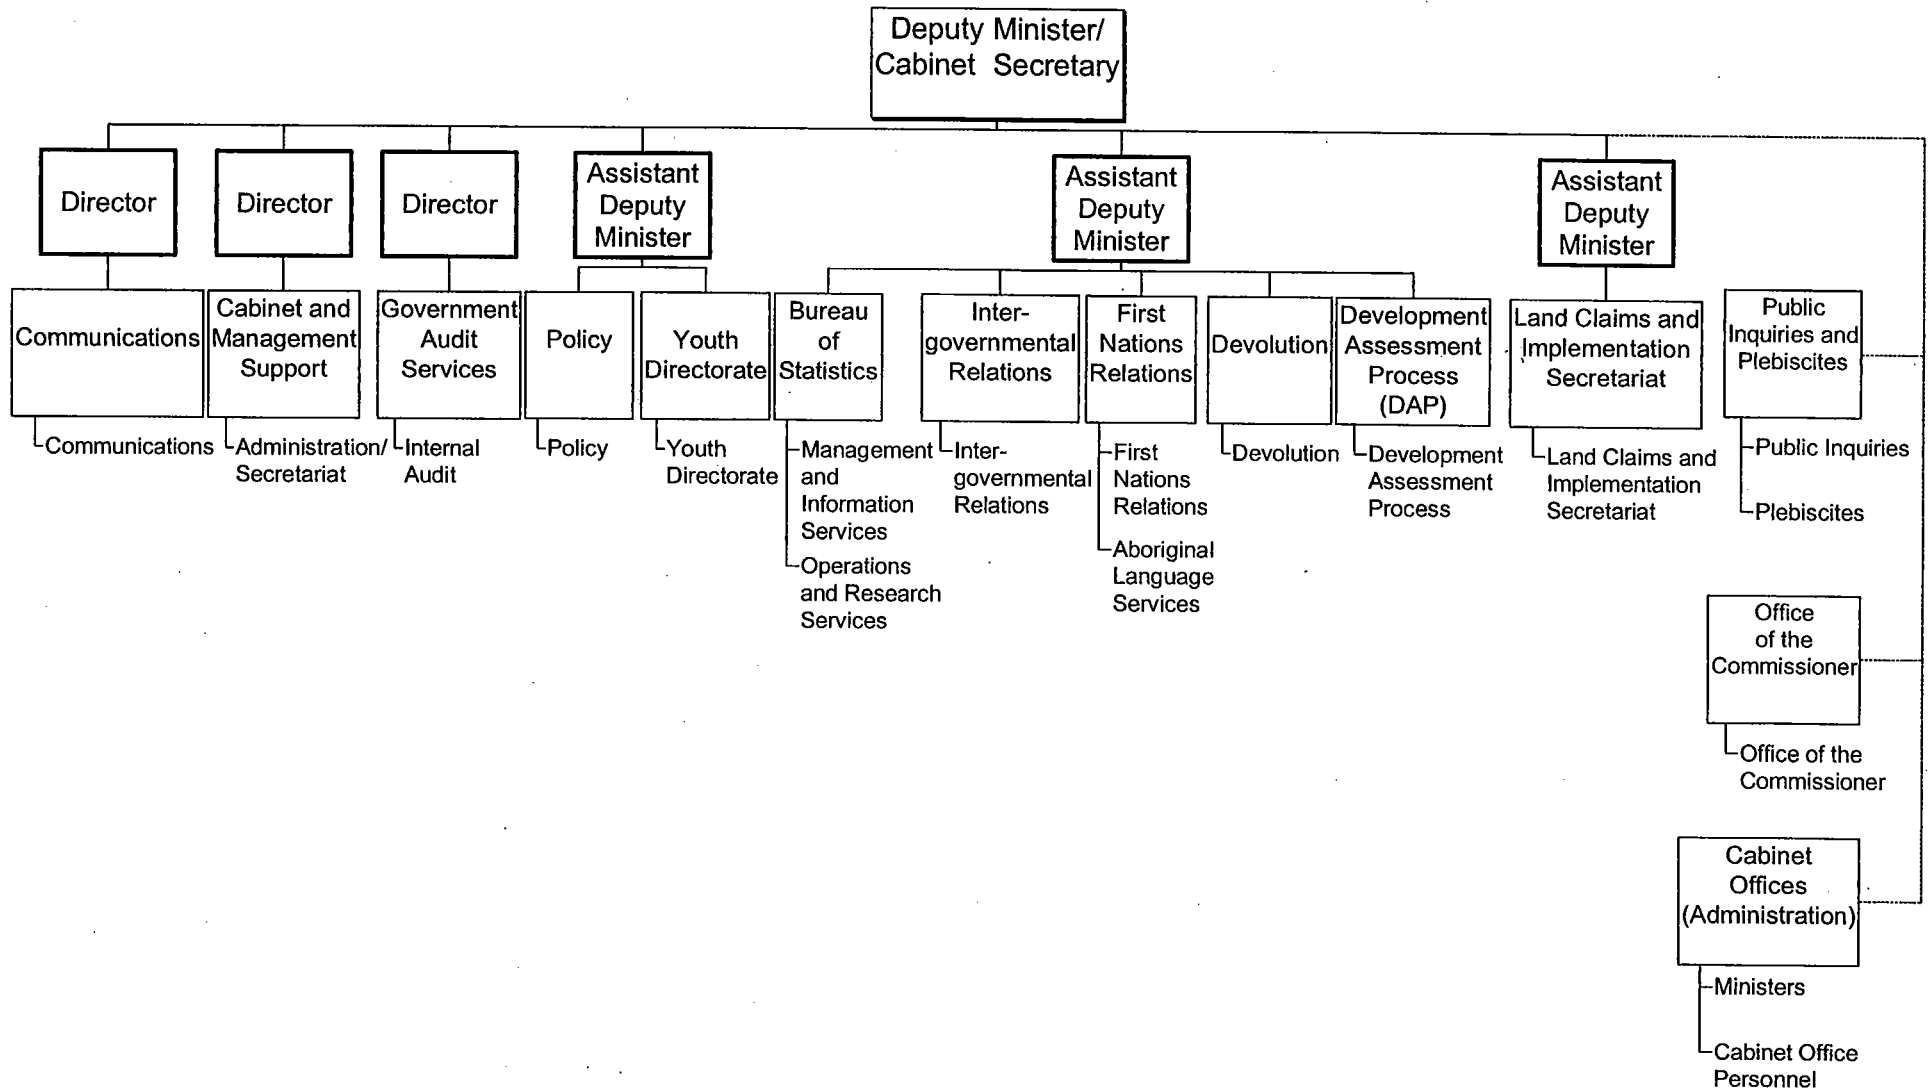 Deputy Minister/
Cabinet Secretary
Director
Director
Director
Assistant
Deputy
Minister
Assistant
Deputy
Minister
Assistant
Deputy
Minister
Communications
Cabinet and
Management
Support
Government
Audit
Services
Policy
Youth
Directorate
Bureau
of
Statistics
Inter-
governmental
Relations
First
Nations
Relations
Devolution
Development
Assessment
Process
(DAP)
Land Claims and
Implementation
Secretariat
Public
Inquiries and
Plebiscites
Communications
Administration/
Secretariat
Internal
Audit
Policy
Youth
Directorate
Management
and
Information
Services
Operations
and Research
Services
Inter-
governmental
Relations
First
Nations
Relations
Aboriginal
Language
Services
Devolution
Development
Assessment
Process
Land Claims and
Implementation
Secretariat
Public Inquiries
Plebiscites
Office
of the
Commissioner
Office of the
Commissioner
Cabinet
Offices
(Administration)
Ministers
Cabinet Office
Personnel